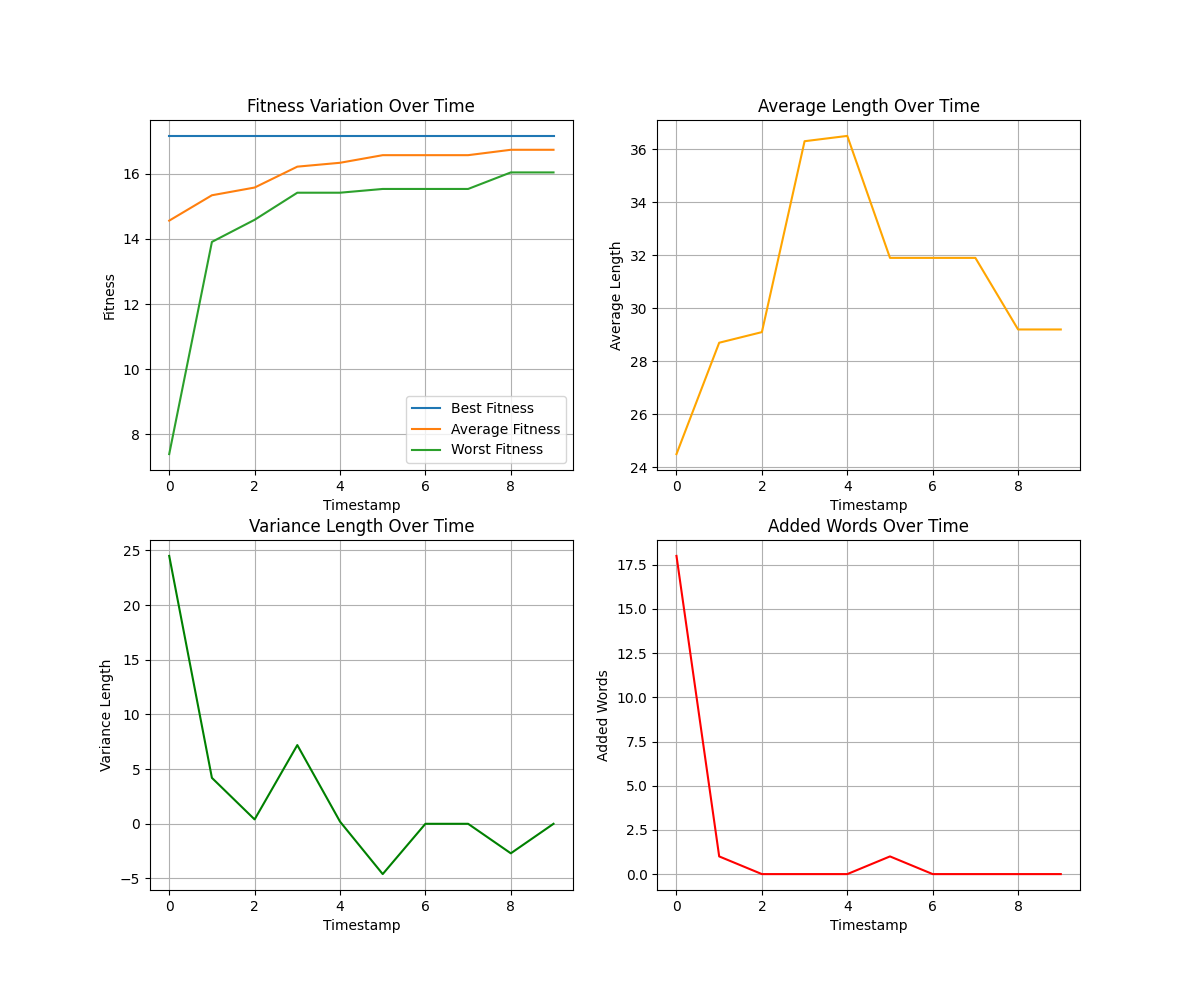 Fitness Variation Over Time
Fitness
16
14
12
10
8
Best Fitness
Average Fitness
Worst Fitness
0 2 4 6 8
Timestamp
Average Length Over Time
Average Length
36
34
32
30
28
26
24
0 2 4 6 8
Timestamp
Variance Length Over Time
Variance Length
25
20
15
10
5
0
−5
0 2 4 6 8
Timestamp
Added Words Over Time
Added Words
17.5
15.0
12.5
10.0
7.5
5.0
2.5
0.0
0 2 4 6 8
Timestamp